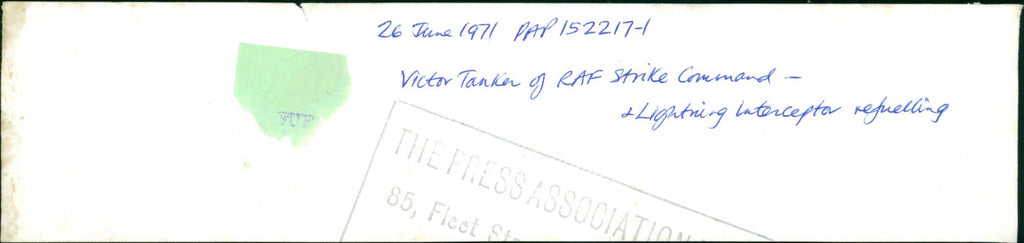 26 June 1971 PAP 152217-1
Victor Tanker of RAF Strike Command –
& Lightning Interceptor refuelling
THE PRESS ASSOCIATION
85, Fleet St